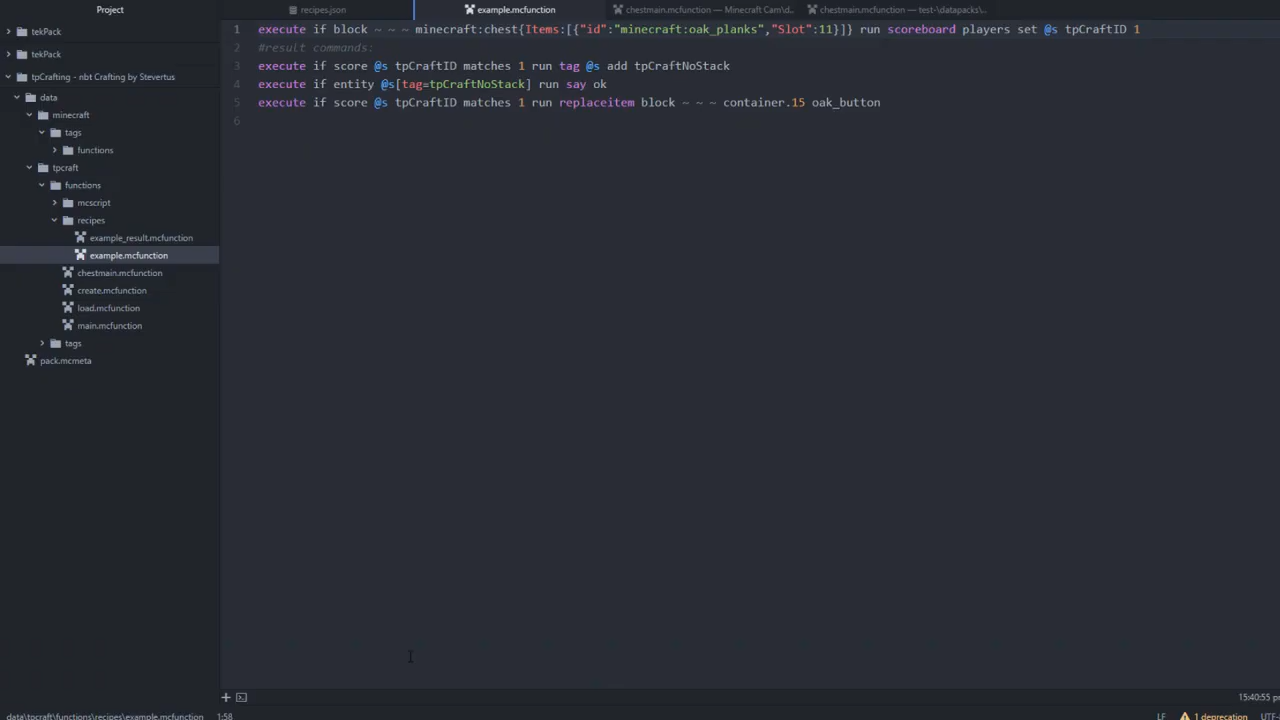 Project
recipes.json
example.mcfunction
chestmain.mcfunction — Minecraft Cam\d..
chestmain.mcfunction — test-\datapacks\..
tekPack
tekPack
tpCrafting - nbt Crafting by Stevertus
data
minecraft
tags
functions
tpcraft
functions
mcscript
recipes
example_result.mcfunction
example.mcfunction
chestmain.mcfunction
create.mcfunction
load.mcfunction
main.mcfunction
tags
pack.mcmeta
1 execute if block ~ ~ ~ minecraft:chest{Items:[{"id":"minecraft:oak_planks","Slot":11}]} run scoreboard players set @s tpCraftID 1
2 #result commands:
3 execute if score @s tpCraftID matches 1 run tag @s add tpCraftNoStack
4 execute if entity @s[tag=tpCraftNoStack] run say ok
5 execute if score @s tpCraftID matches 1 run replaceitem block ~ ~ ~ container.15 oak_button
6
15:40:55
data\tpcraft\functions\recipes\example.mcfunction 1:58
LF 1 deprecation UTF-